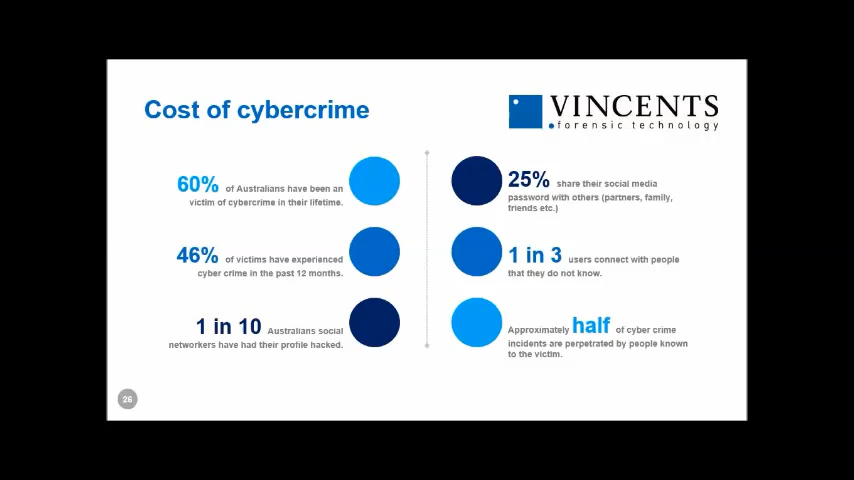 Cost of cybercrime
VINCENTS
forensic technology
60% of Australians have been an
victim of cybercrime in their lifetime.
46% of victims have experienced
cyber crime in the past 12 months.
1 in 10 Australians social
networkers have had their profile hacked.
25% share their social media
password with others (partners, family,
friends etc.)
1 in 3 users connect with people
that they do not know.
Approximately half of cyber crime
incidents are perpetrated by people known
to the victim.
26